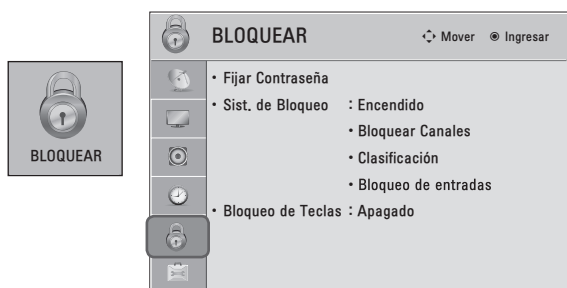 BLOQUEAR
BLOQUEAR Mover Ingresar
• Fijar Contraseña
• Sist. de Bloqueo : Encendido
• Bloquear Canales
• Clasificación
• Bloqueo de entradas
• Bloqueo de Teclas : Apagado